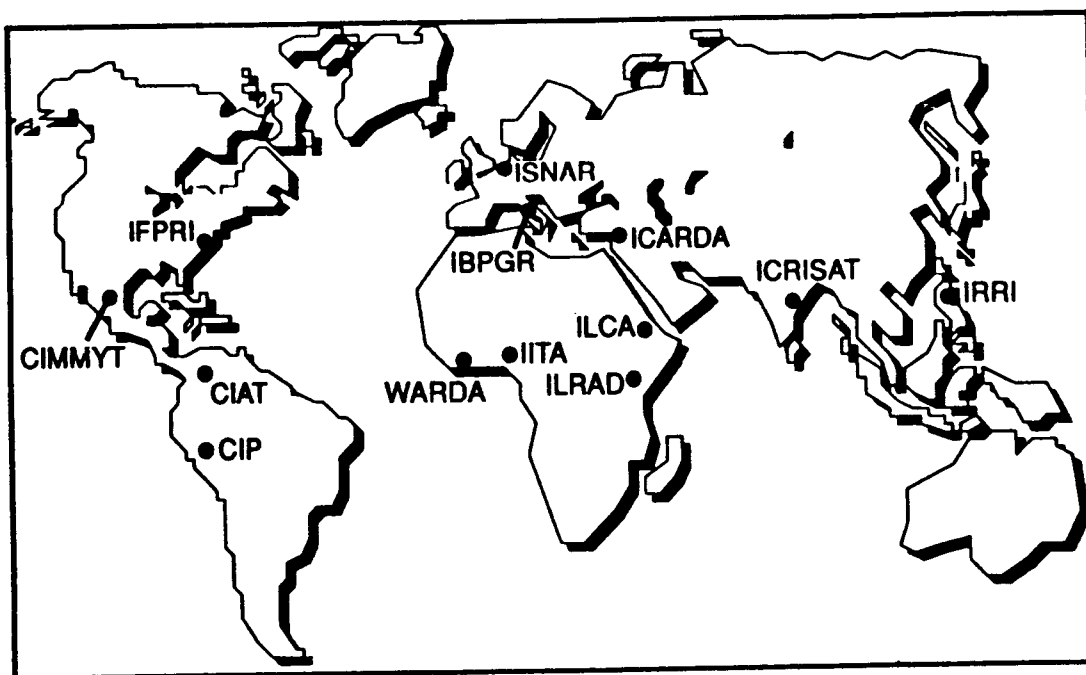 ISNAR
IFPRI
ICARDA
IBPGR
ICRISAT
IRRI
ILCA
CIMMYT
IITA
WARDA
ILRAD
CIAT
CIP